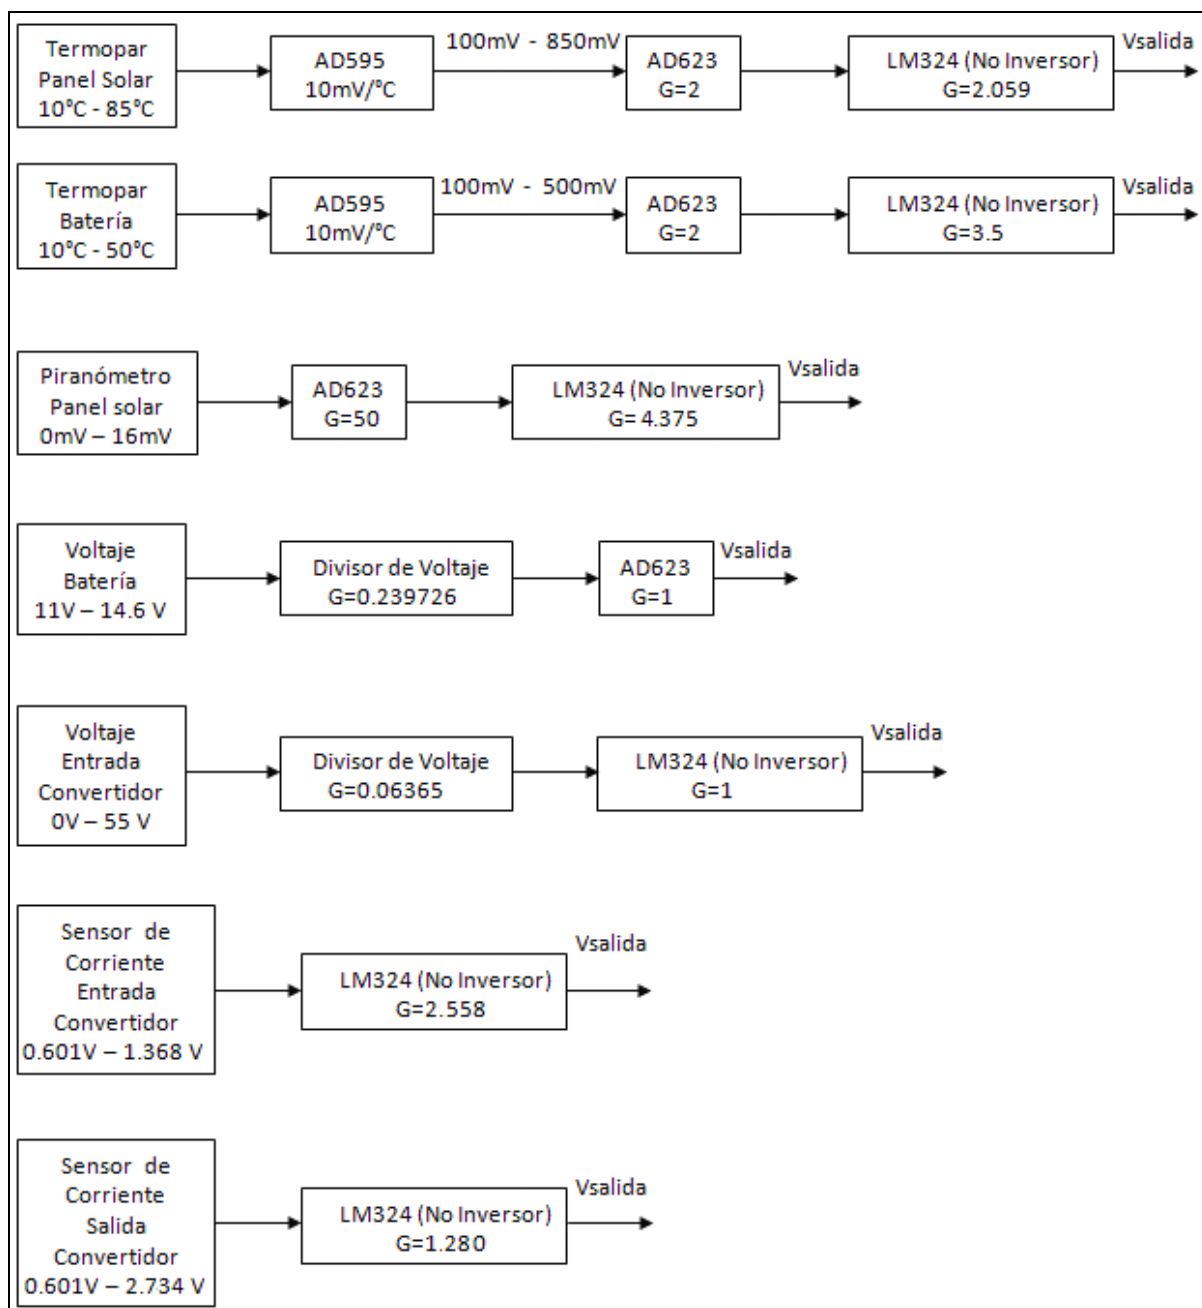 Termopar
Panel Solar
10°C - 85°C
AD595
10mV/°C
100mV - 850mV
AD623
G=2
LM324 (No Inversor)
G=2.059
Vsalida
Termopar
Batería
10°C - 50°C
AD595
10mV/°C
100mV - 500mV
AD623
G=2
LM324 (No Inversor)
G=3.5
Vsalida
Piranómetro
Panel solar
0mV – 16mV
AD623
G=50
LM324 (No Inversor)
G= 4.375
Vsalida
Voltaje
Batería
11V – 14.6 V
Divisor de Voltaje
G=0.239726
AD623
G=1
Vsalida
Voltaje
Entrada
Convertidor
0V – 55 V
Divisor de Voltaje
G=0.06365
LM324 (No Inversor)
G=1
Vsalida
Sensor de
Corriente
Entrada
Convertidor
0.601V – 1.368 V
LM324 (No Inversor)
G=2.558
Vsalida
Sensor de
Corriente
Salida
Convertidor
0.601V – 2.734 V
LM324 (No Inversor)
G=1.280
Vsalida